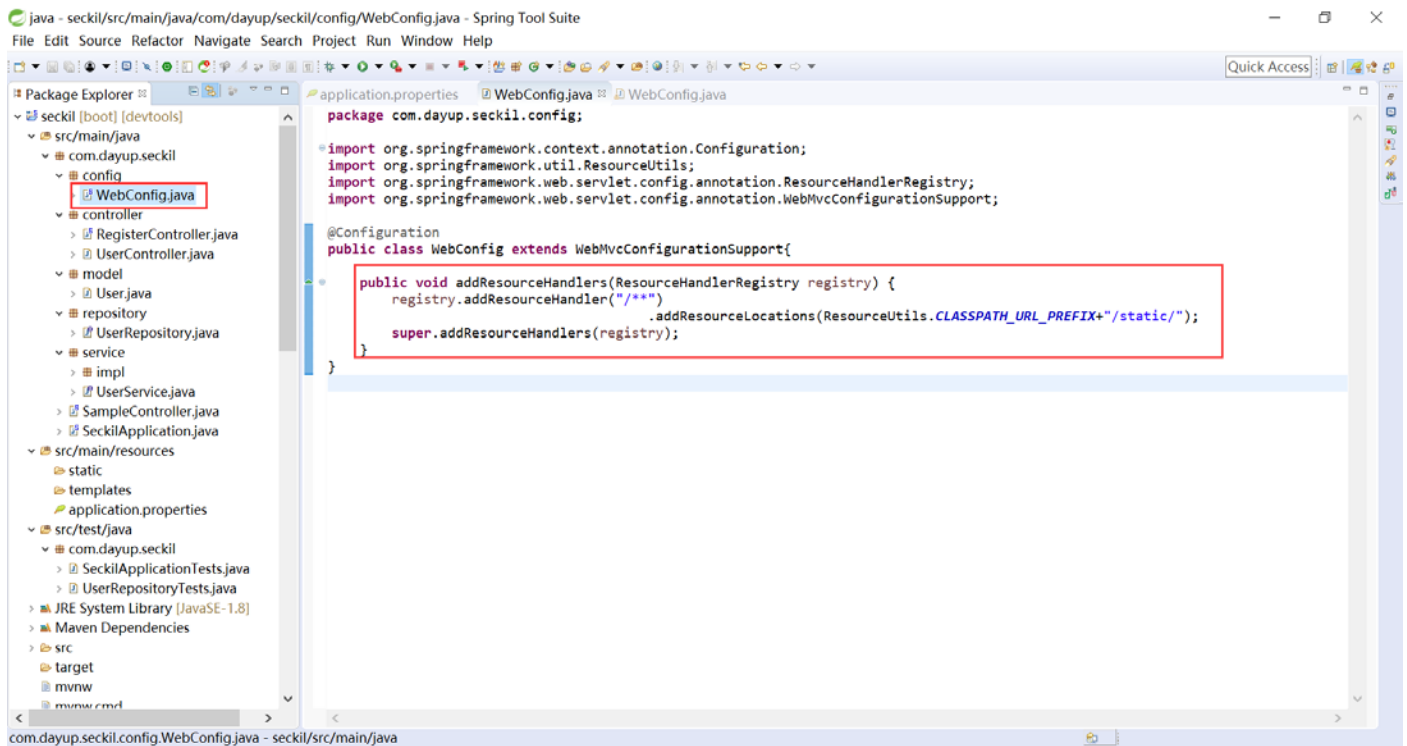 java - seckil/src/main/java/com/dayup/seckil/config/WebConfig.java - Spring Tool Suite
File Edit Source Refactor Navigate Search Project Run Window Help
Quick Access
Package Explorer
application.properties WebConfig.java WebConfig.java
seckil [boot] [devtools]
src/main/java
com.dayup.seckil
config
WebConfig.java
controller
RegisterController.java
UserController.java
model
User.java
repository
UserRepository.java
service
impl
UserService.java
SampleController.java
SeckilApplication.java
src/main/resources
static
templates
application.properties
src/test/java
com.dayup.seckil
SeckilApplicationTests.java
UserRepositoryTests.java
JRE System Library [JavaSE-1.8]
Maven Dependencies
src
target
mvnw
mvnw.cmd
package com.dayup.seckil.config;
import org.springframework.context.annotation.Configuration;
import org.springframework.util.ResourceUtils;
import org.springframework.web.servlet.config.annotation.ResourceHandlerRegistry;
import org.springframework.web.servlet.config.annotation.WebMvcConfigurationSupport;
@Configuration
public class WebConfig extends WebMvcConfigurationSupport{
public void addResourceHandlers(ResourceHandlerRegistry registry) {
registry.addResourceHandler("/**")
.addResourceLocations(ResourceUtils.CLASSPATH_URL_PREFIX+"/static/");
super.addResourceHandlers(registry);
}
}
com.dayup.seckil.config.WebConfig.java - seckil/src/main/java